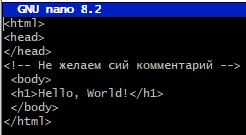 GNU nano 8.2
<html>
<head>
</head>
<!-- Не желаем сий комментарий -->
<body>
<h1>Hello, World!</h1>
</body>
</html>